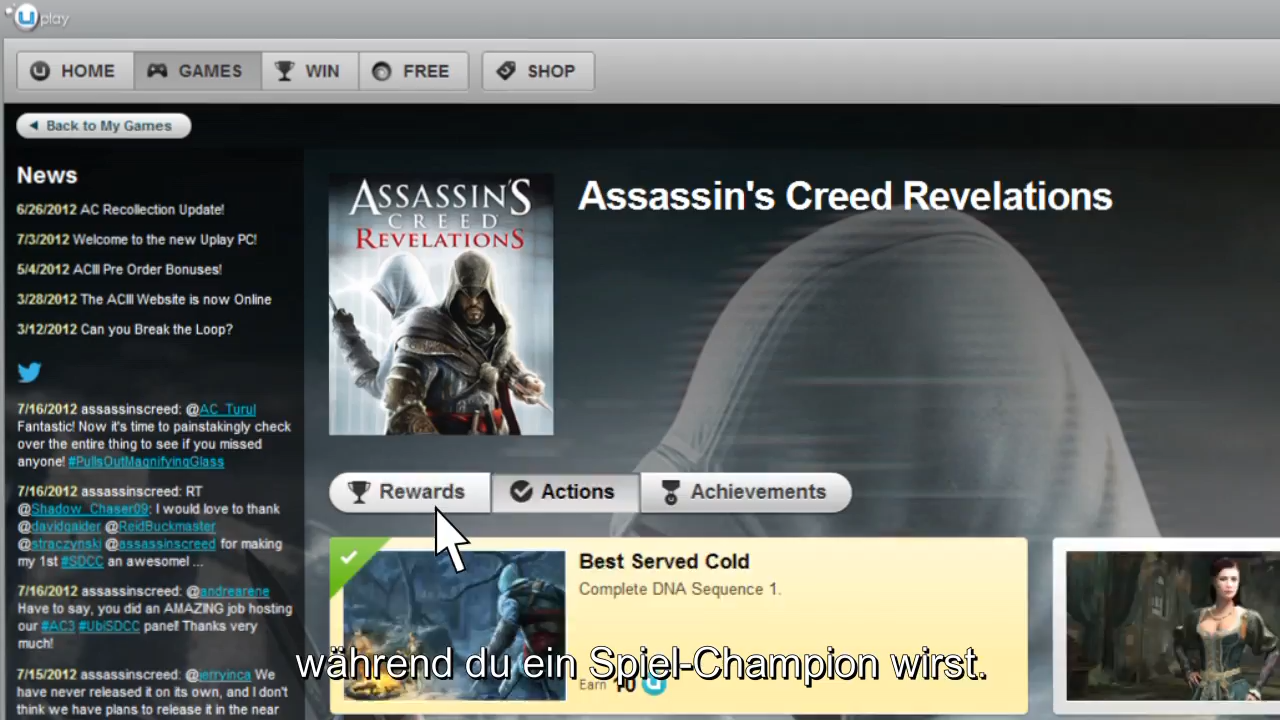 play
HOME
GAMES
WIN
FREE
SHOP
Back to My Games
News
6/26/2012 AC Recollection Update!
7/3/2012 Welcome to the new Uplay PC!
5/4/2012 ACIII Pre Order Bonuses!
3/28/2012 The ACIII Website is now Online
3/12/2012 Can you Break the Loop?
7/16/2012 assassinscreed: @AC_Turul
Fantastic! Now it's time to painstakingly check
over the entire thing to see if you missed
anyone! #PullsOutMagnifyingGlass
7/16/2012 assassinscreed: RT
@Shadow_Chaser09: I would love to thank
@davidgaider @ReidBuckmaster
@straczynski @assassinscreed for making
my 1st #SDCC an awesome! ...
7/16/2012 assassinscreed: @andrearene
Have to say, you did an AMAZING job hosting
our #AC3 #UbiSDCC panel! Thanks very
much!
7/15/2012 assassinscreed: @jerryinca We
have never released it on its own, and I don't
think we have plans to release it in the near
ASSASSIN'S
CREED
REVELATIONS
Assassin's Creed Revelations
Rewards
Actions
Achievements
Best Served Cold
Complete DNA Sequence 1.
Earn
während du ein Spiel-Champion wirst.